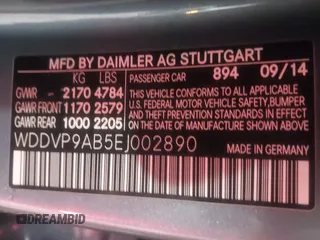 MFD BY DAIMLER AG STUTTGART
KG LBS
GVWR 2170 4784
GAWR FRONT 1170 2579
GAWR REAR 1000 2205
PASSENGER CAR 894 09/14
THIS VEHICLE CONFORMS TO ALL APPLICABLE
U.S. FEDERAL MOTOR VEHICLE SAFETY, BUMPER
AND THEFT PREVENTION STANDARDS IN EFFECT
ON THE DATE OF MANUFACTURE SHOWN ABOVE.
WDDVP9AB5EJ002890
MADE IN GERMANY
DREAMBID